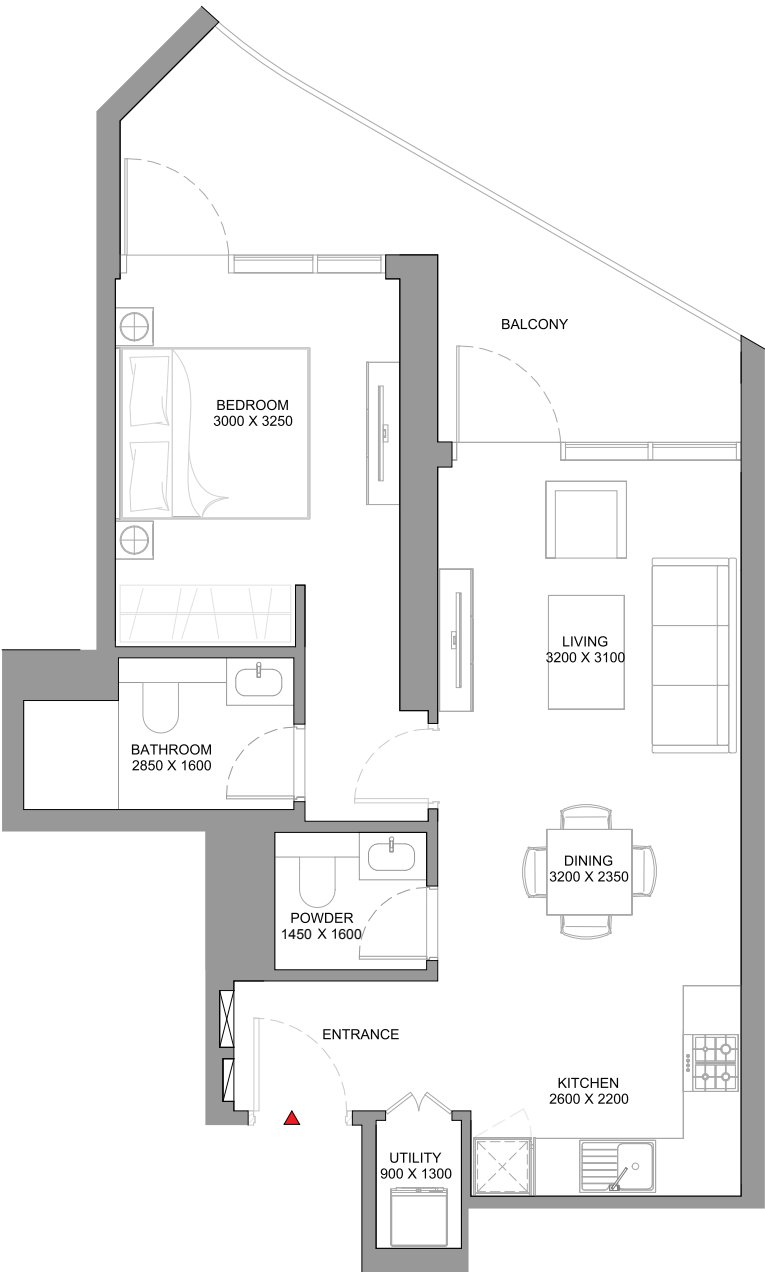 BALCONY
BEDROOM
3000 X 3250
LIVING
3200 X 3100
BATHROOM
2850 X 1600
DINING
3200 X 2350
POWDER
1450 X 1600
ENTRANCE
KITCHEN
2600 X 2200
UTILITY
900 X 1300